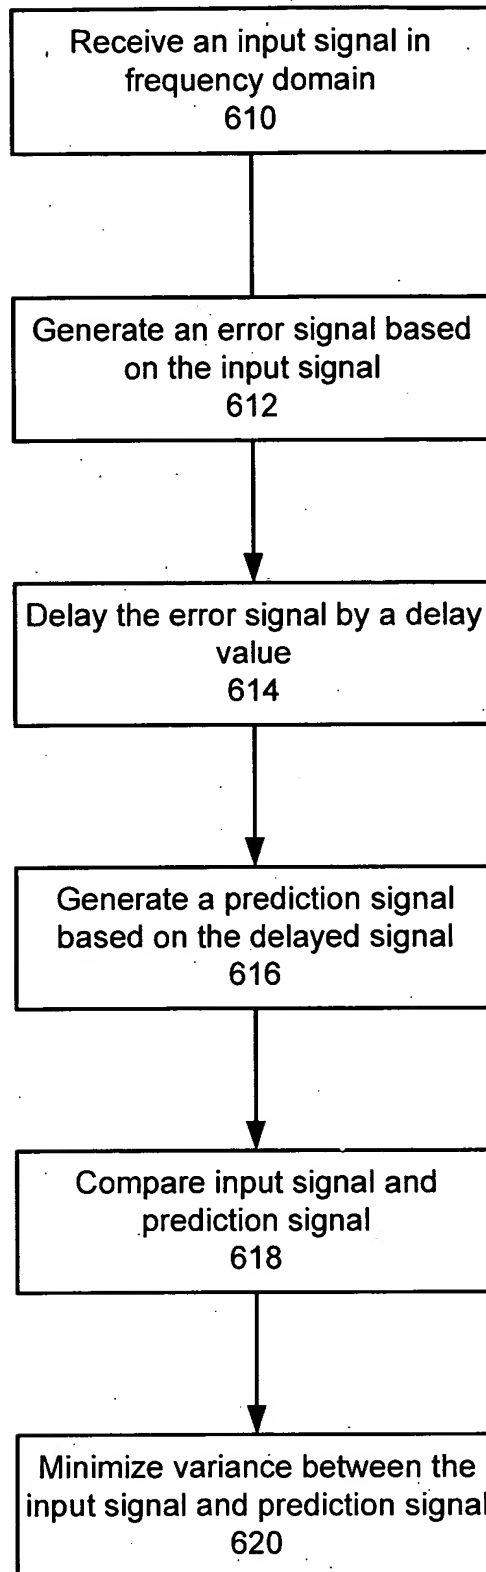 Receive an input signal in
frequency domain
610
Generate an error signal based
on the input signal
612
Delay the error signal by a delay
value
614
Generate a prediction signal
based on the delayed signal
616
Compare input signal and
prediction signal
618
Minimize variance between the
input signal and prediction signal
620